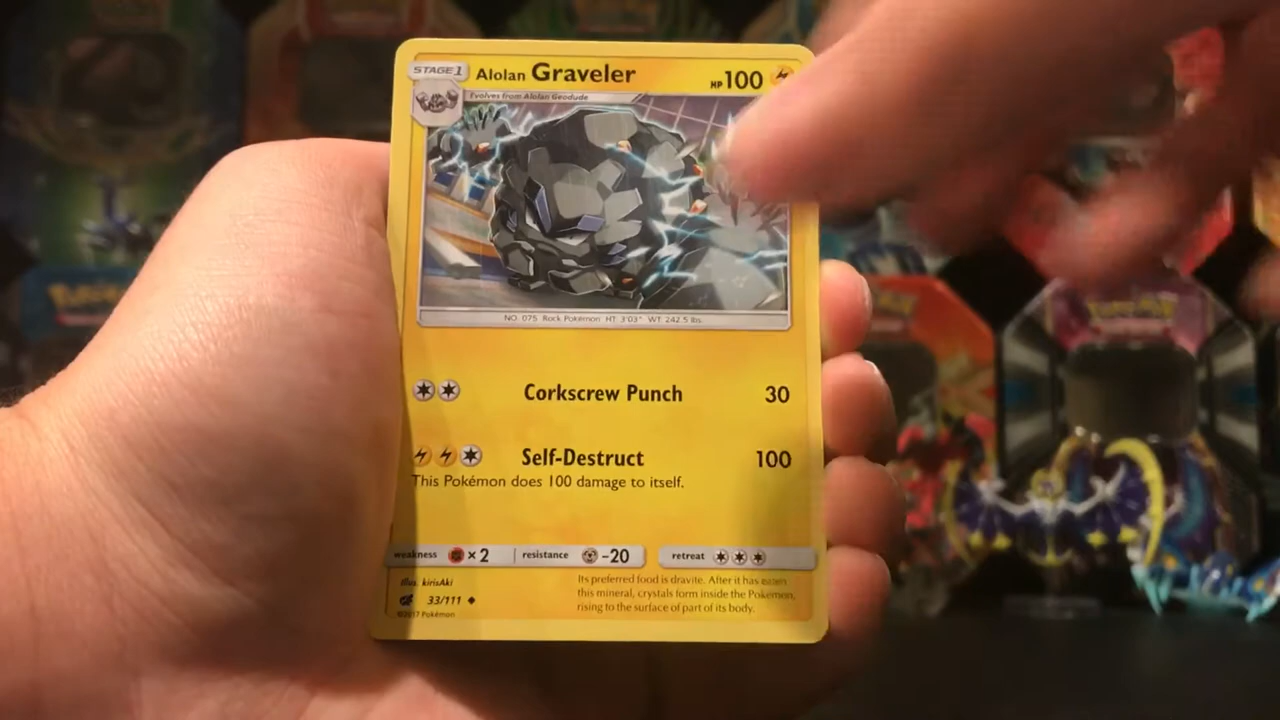 STAGE 1 Alolan Graveler HP 100
Evolves from Alolan Geodude
NO. 075 Rock Pokémon HT 3'03" WT 242.5 lbs.
Corkscrew Punch 30
Self-Destruct 100
This Pokémon does 100 damage to itself.
weakness ×2 resistance -20 retreat
Illus. kirisAki
Its preferred food is dravite. After it has eaten
this mineral, crystals form inside the Pokémon,
rising to the surface of part of its body.
33/111
©2017 Pokémon